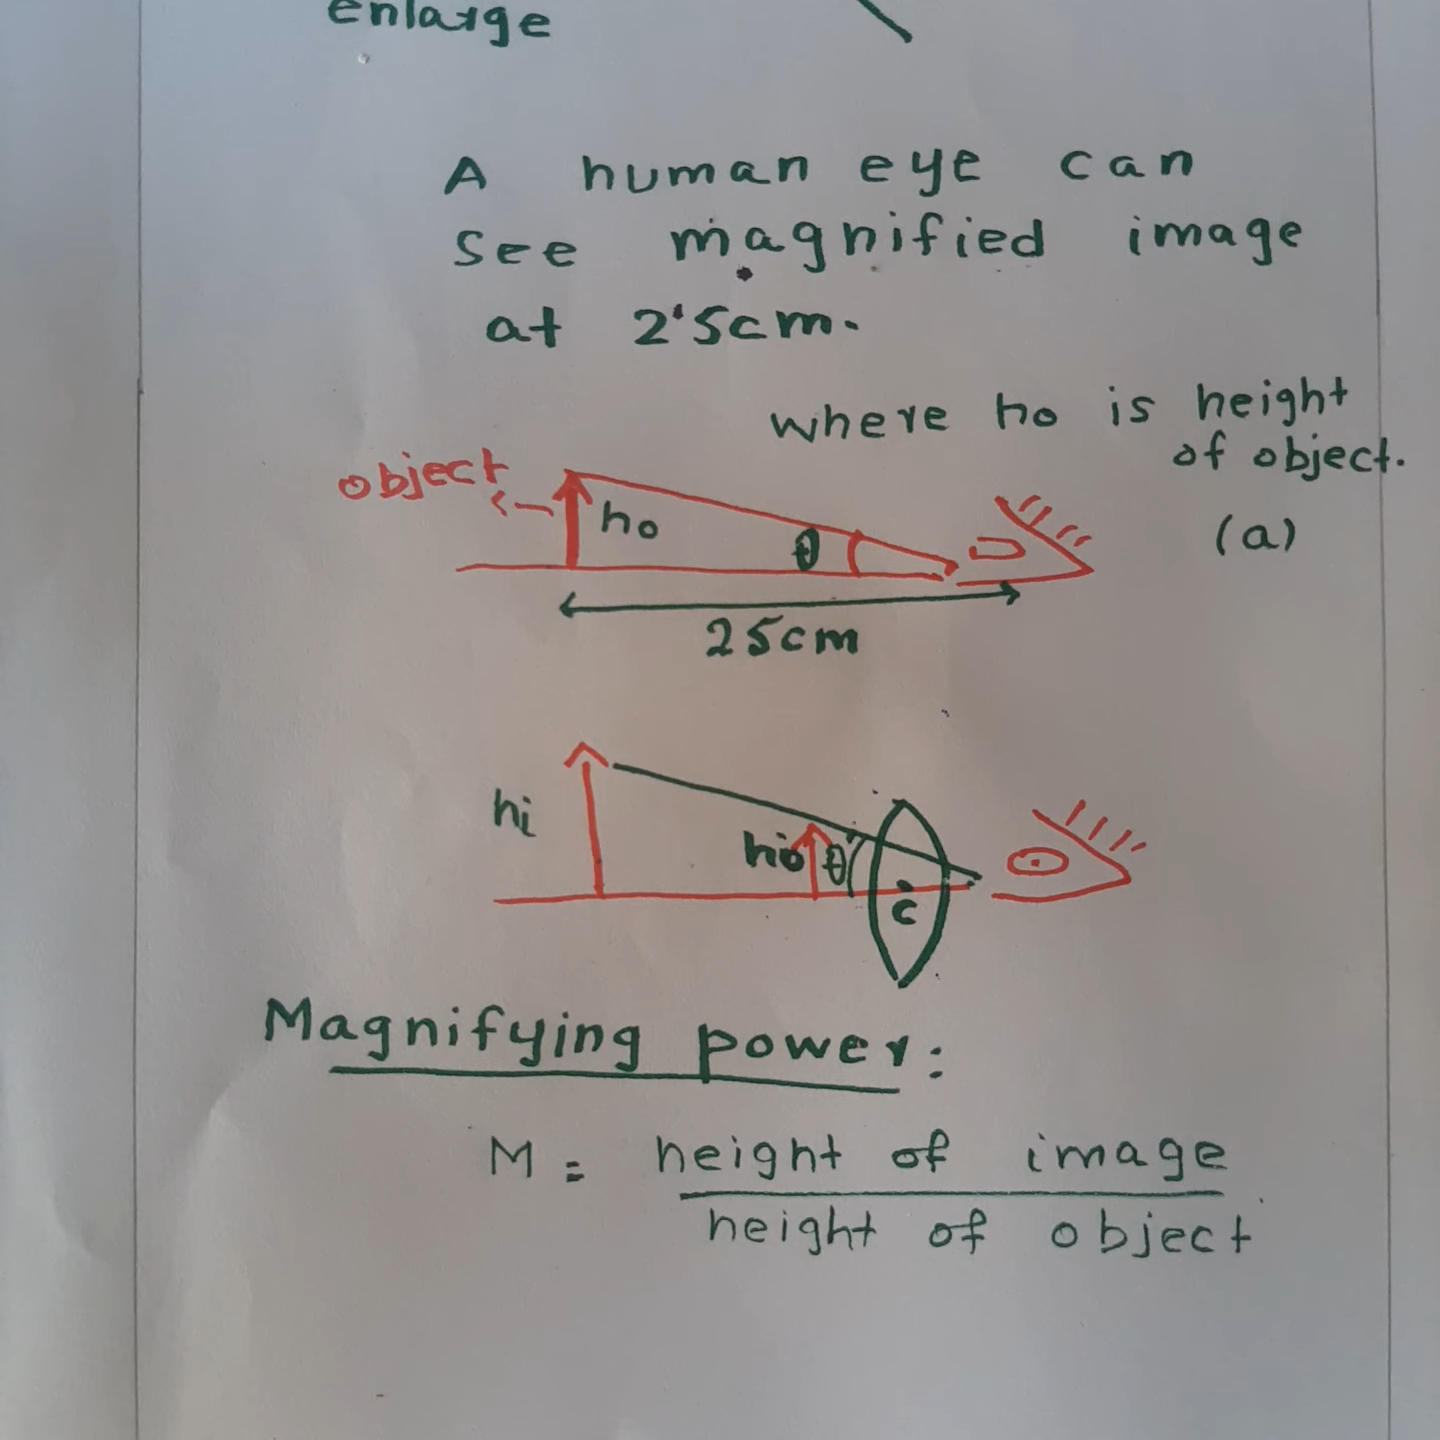 enlarge
A human eye can
see magnified image
at 2'5cm.
where ho is height
of object.
object
ho
θ
(a)
25cm
hi
ho
θ
c
Magnifying power:
M = height of image
height of object